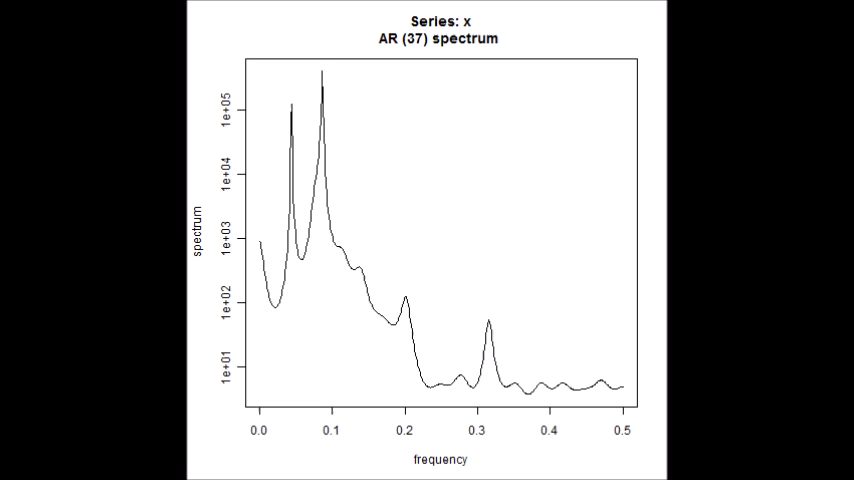 Series: x
AR (37) spectrum
spectrum
1e+05
1e+04
1e+03
1e+02
1e+01
0.0 0.1 0.2 0.3 0.4 0.5
frequency